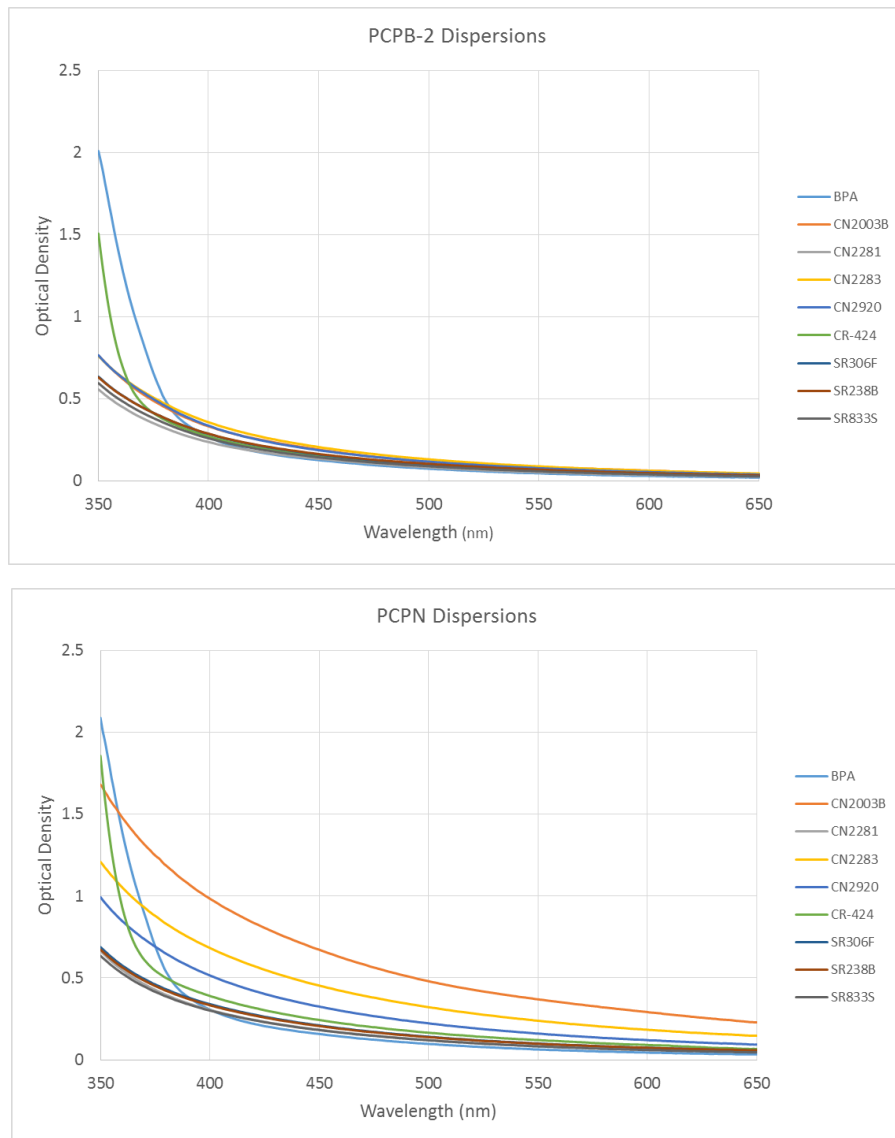 PCPB-2 Dispersions
2.5
2
1.5
1
0.5
0
Optical Density
350 400 450 500 550 600 650
Wavelength (nm)
BPA
CN2003B
CN2281
CN2283
CN2920
CR-424
SR306F
SR238B
SR833S
PCPN Dispersions
2.5
2
1.5
1
0.5
0
Optical Density
350 400 450 500 550 600 650
Wavelength (nm)
BPA
CN2003B
CN2281
CN2283
CN2920
CR-424
SR306F
SR238B
SR833S